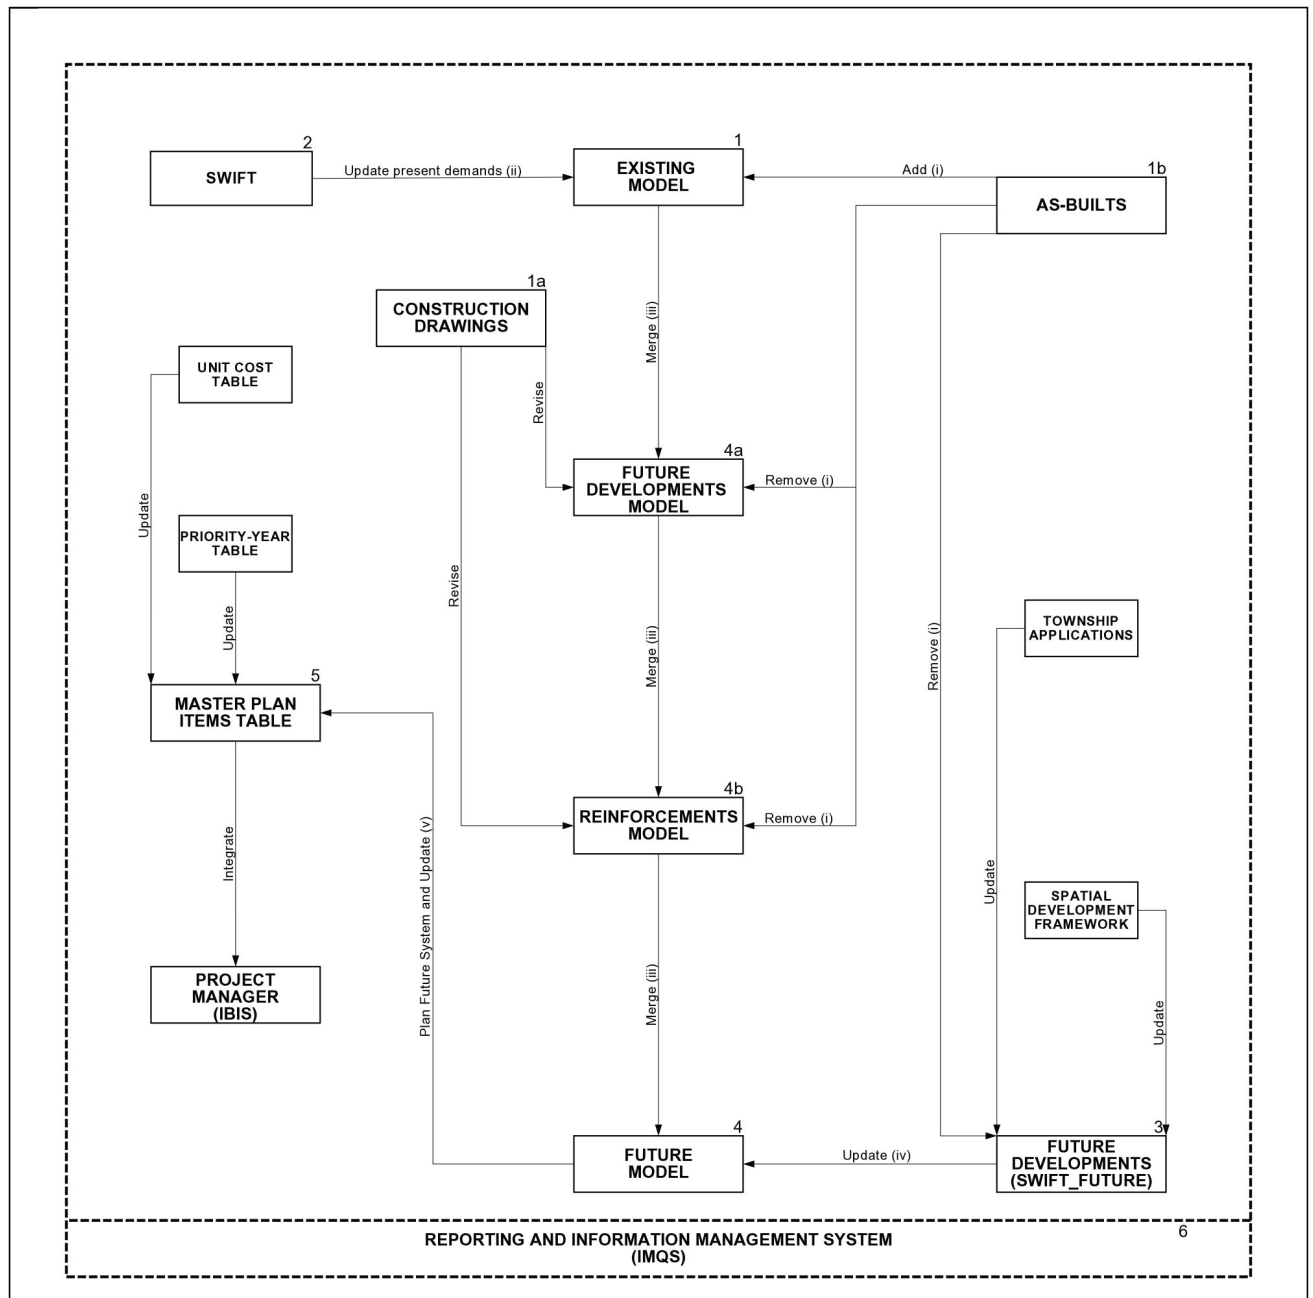 2
SWIFT
Update present demands (ii)
1
EXISTING
MODEL
Add (i)
1b
AS-BUILTS
1a
CONSTRUCTION
DRAWINGS
Merge (iii)
UNIT COST
TABLE
Revise
4a
FUTURE
DEVELOPMENTS
MODEL
Remove (i)
Update
PRIORITY-YEAR
TABLE
Revise
Update
Merge (iii)
Remove (i)
TOWNSHIP
APPLICATIONS
5
MASTER PLAN
ITEMS TABLE
4b
REINFORCEMENTS
MODEL
Remove (i)
Integrate
Plan Future System and Update (v)
Update
SPATIAL
DEVELOPMENT
FRAMEWORK
PROJECT
MANAGER
(IBIS)
Merge (iii)
Update
4
FUTURE
MODEL
Update (iv)
3
FUTURE
DEVELOPMENTS
(SWIFT_FUTURE)
6
REPORTING AND INFORMATION MANAGEMENT SYSTEM
(IMQS)